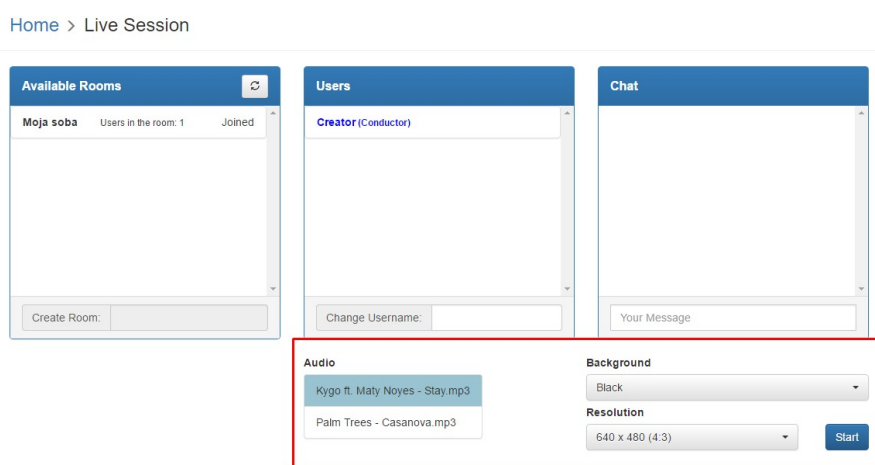 Home > Live Session
Available Rooms
Moja soba Users in the room: 1 Joined
Create Room:
Users
Creator (Conductor)
Change Username:
Chat
Your Message
Audio
Kygo ft. Maty Noyes - Stay.mp3
Palm Trees - Casanova.mp3
Background
Black
Resolution
640 x 480 (4:3)
Start